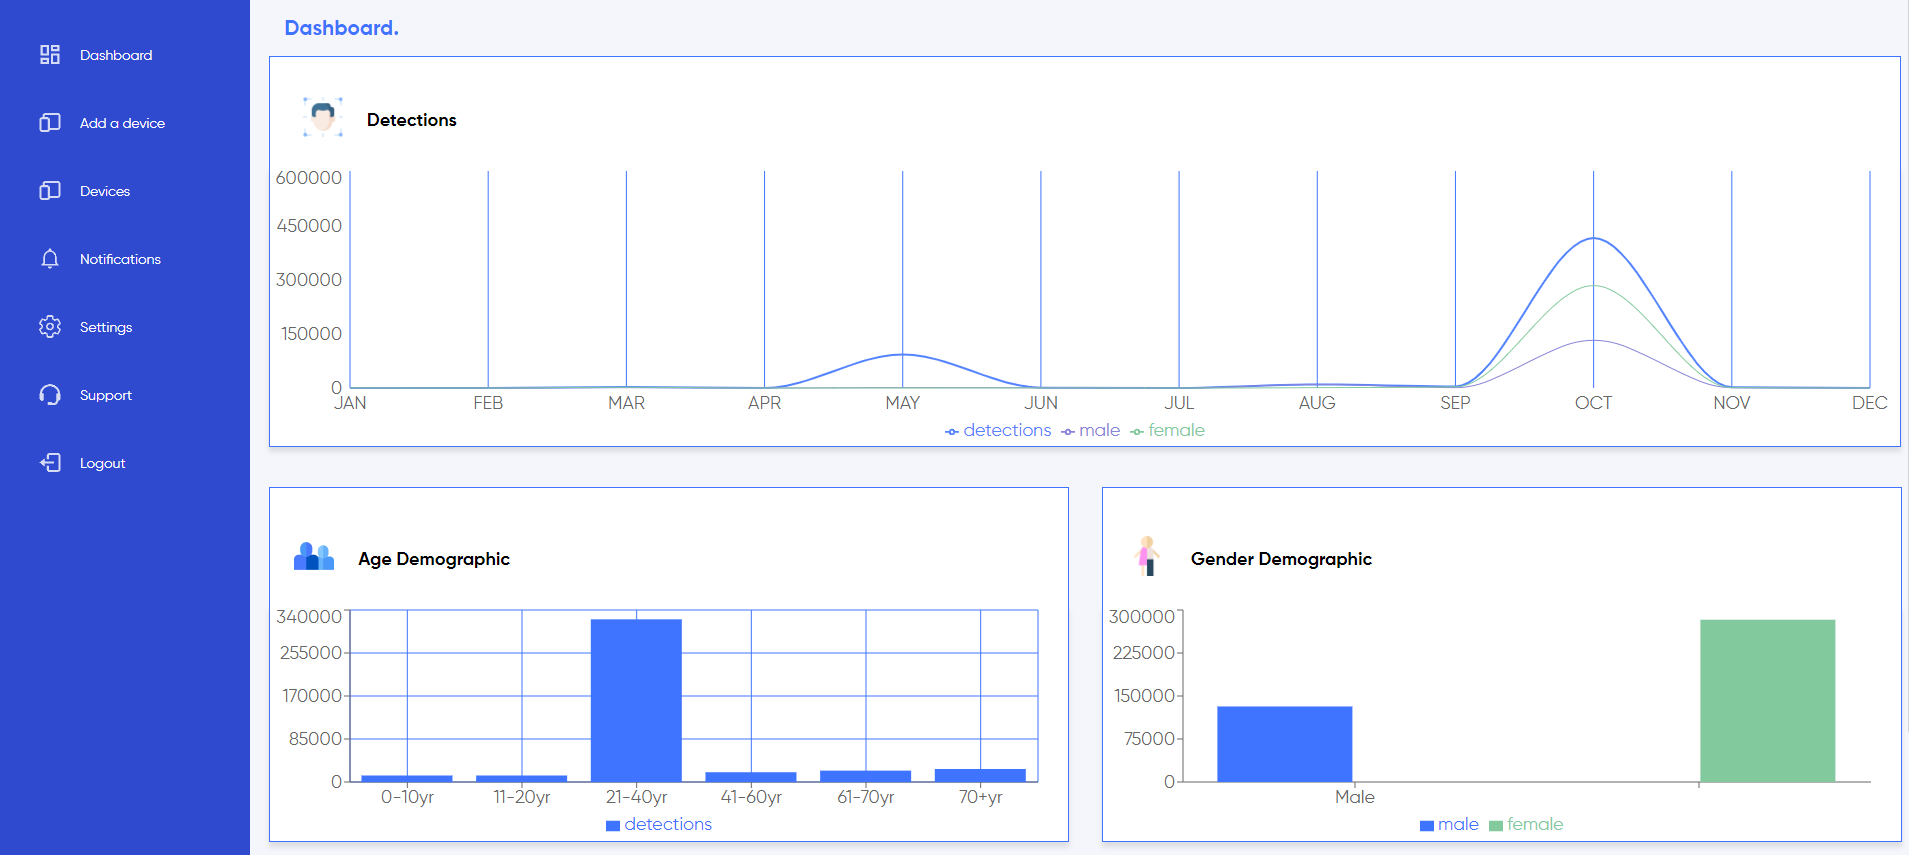 Dashboard
Add a device
Devices
Notifications
Settings
Support
Logout
Dashboard.
Detections
600000
450000
300000
150000
0
JAN FEB MAR APR MAY JUN JUL AUG SEP OCT NOV DEC
detections male female
Age Demographic
340000
255000
170000
85000
0
0-10yr 11-20yr 21-40yr 41-60yr 61-70yr 70+yr
detections
Gender Demographic
300000
225000
150000
75000
0
Male
male female